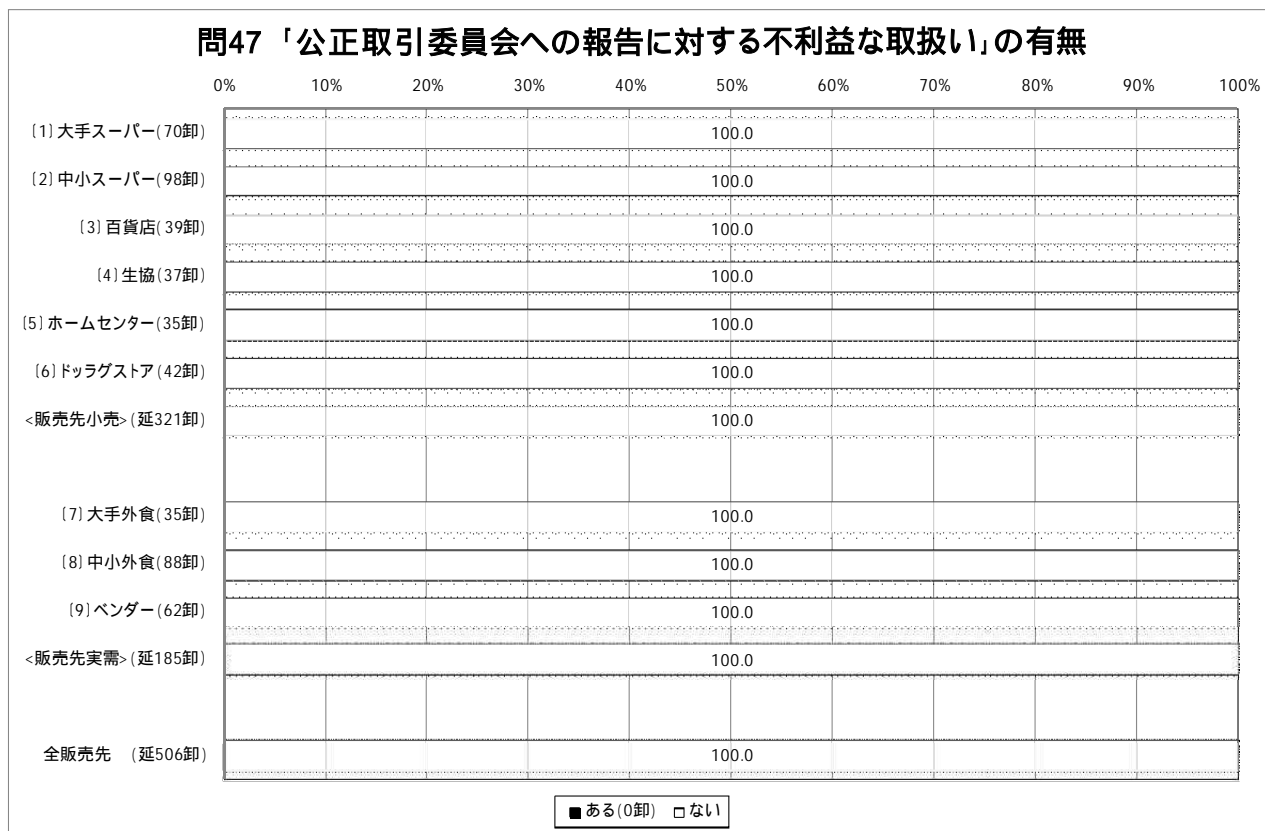 問47 「公正取引委員会への報告に対する不利益な取扱い」の有無
0% 10% 20% 30% 40% 50% 60% 70% 80% 90% 100%
〔1〕大手スーパー(70卸) 100.0
〔2〕中小スーパー(98卸) 100.0
〔3〕百貨店(39卸) 100.0
〔4〕生協(37卸) 100.0
〔5〕ホームセンター(35卸) 100.0
〔6〕ドッラグストア(42卸) 100.0
<販売先小売>(延321卸) 100.0
〔7〕大手外食(35卸) 100.0
〔8〕中小外食(88卸) 100.0
〔9〕ベンダー(62卸) 100.0
<販売先実需>(延185卸) 100.0
全販売先 (延506卸) 100.0
■ある(0卸) □ない